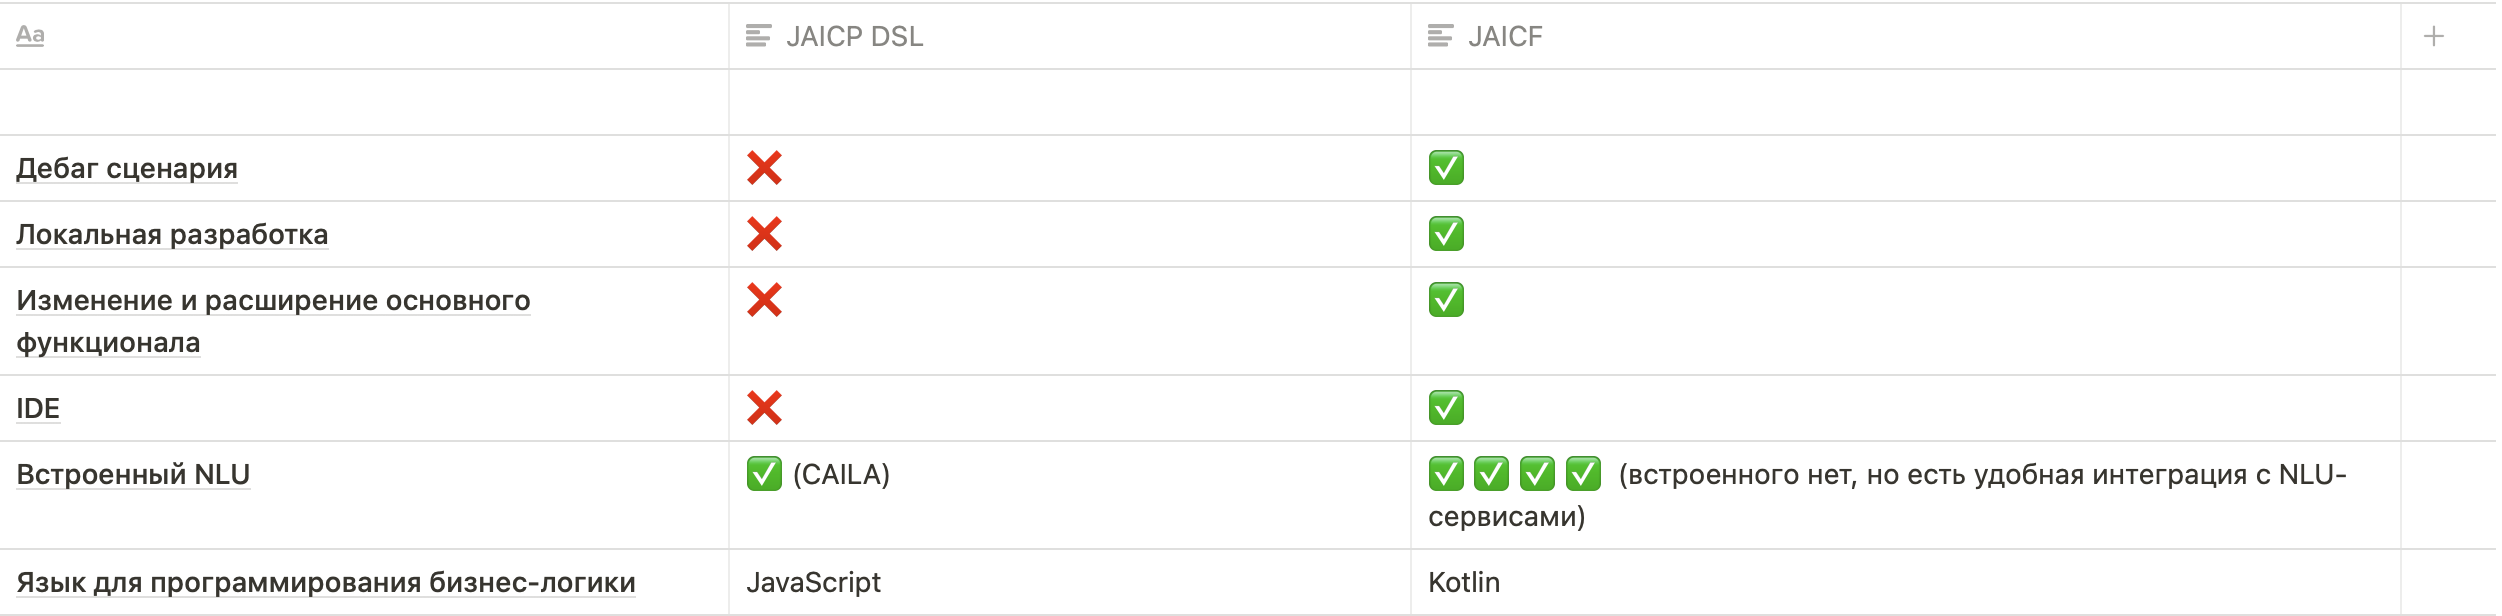 Aa JAICP DSL JAICF
Дебаг сценария ❌ ✅
Локальная разработка ❌ ✅
Изменение и расширение основного ❌ ✅
функционала
IDE ❌ ✅
Встроенный NLU ✅ (CAILA) ✅ ✅ ✅ ✅ (встроенного нет, но есть удобная интеграция с NLU-
сервисами)
Язык для программирования бизнес-логики JavaScript Kotlin